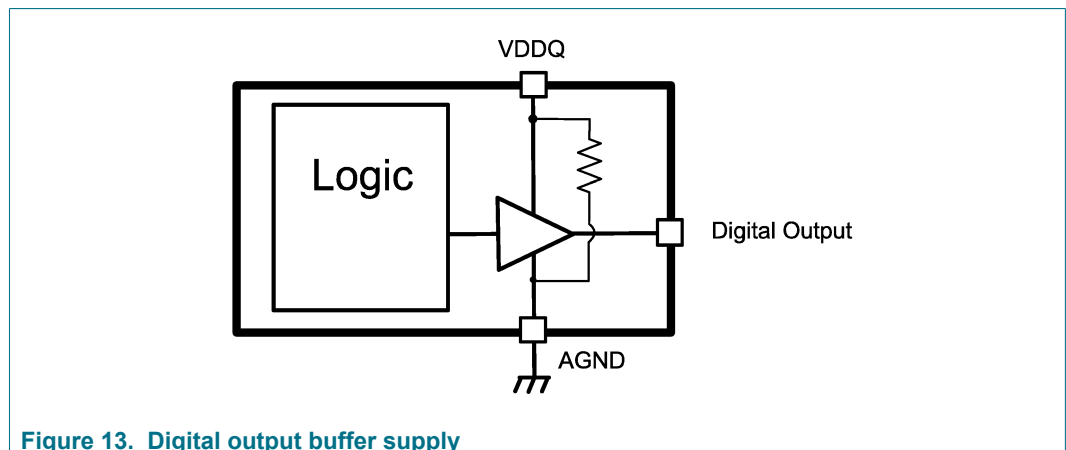 VDDQ
Logic
Digital Output
AGND
Figure 13. Digital output buffer supply